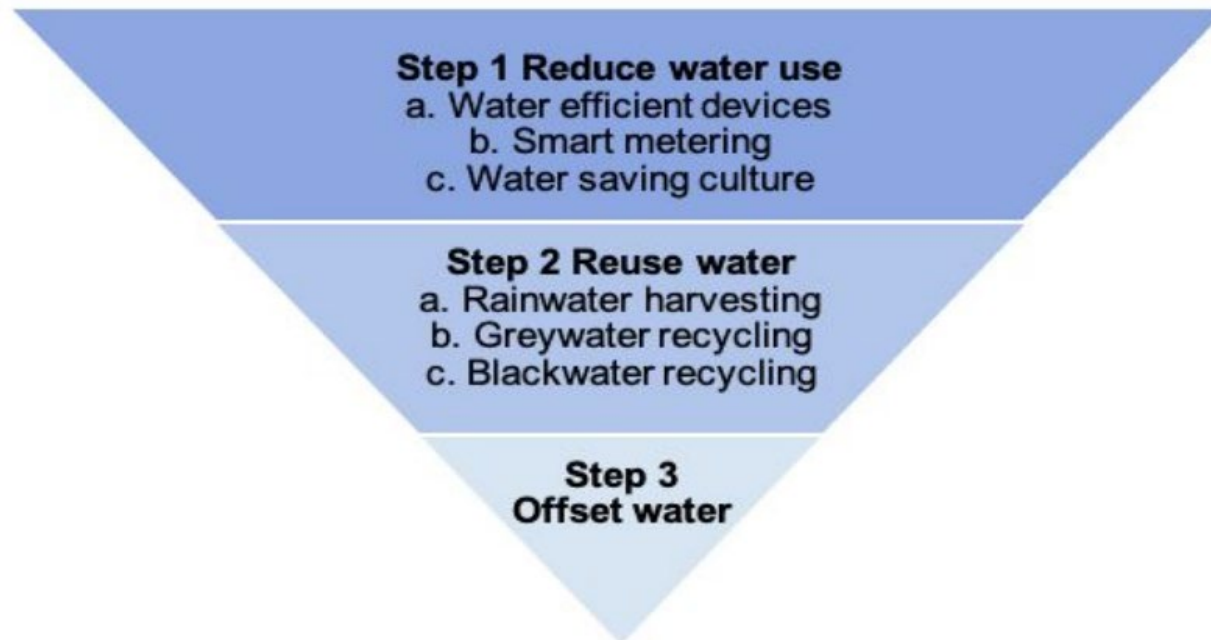 Step 1 Reduce water use
a. Water efficient devices
b. Smart metering
c. Water saving culture
Step 2 Reuse water
a. Rainwater harvesting
b. Greywater recycling
c. Blackwater recycling
Step 3
Offset water